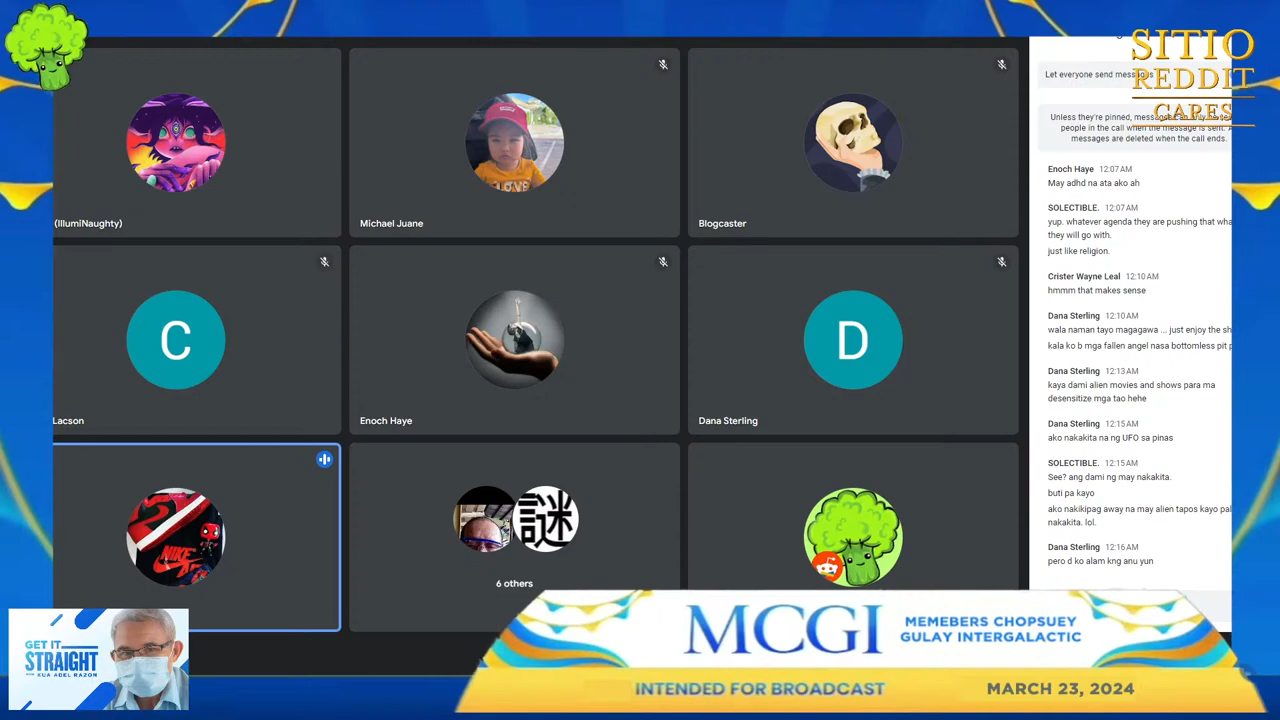 SITIO
REDDIT
CARES
(IllumiNaughty)
Michael Juane
Blogcaster
Lacson
Enoch Haye
Dana Sterling
C
D
謎
6 others
Let everyone send messages
Unless they're pinned, messages can only be
people in the call when the message is sent. A
messages are deleted when the call ends.
Enoch Haye 12:07 AM
May adhd na ata ako ah
SOLECTIBLE. 12:07 AM
yup. whatever agenda they are pushing that wha
they will go with.
just like religion.
Crister Wayne Leal 12:10 AM
hmmm that makes sense
Dana Sterling 12:10 AM
wala naman tayo magagawa ... just enjoy the sh
kala ko b mga fallen angel nasa bottomless pit p
Dana Sterling 12:13 AM
kaya dami alien movies and shows para ma
desensitize mga tao hehe
Dana Sterling 12:15 AM
ako nakakita na ng UFO sa pinas
SOLECTIBLE. 12:15 AM
See? ang dami ng may nakakita.
buti pa kayo
ako nakikipag away na may alien tapos kayo pal
nakakita. lol.
Dana Sterling 12:16 AM
pero d ko alam kng anu yun
NIKE
GET IT
STRAIGHT
WITH KUA ADEL RAZON
MCGI
MEMEBERS CHOPSUEY
GULAY INTERGALACTIC
INTENDED FOR BROADCAST
MARCH 23, 2024